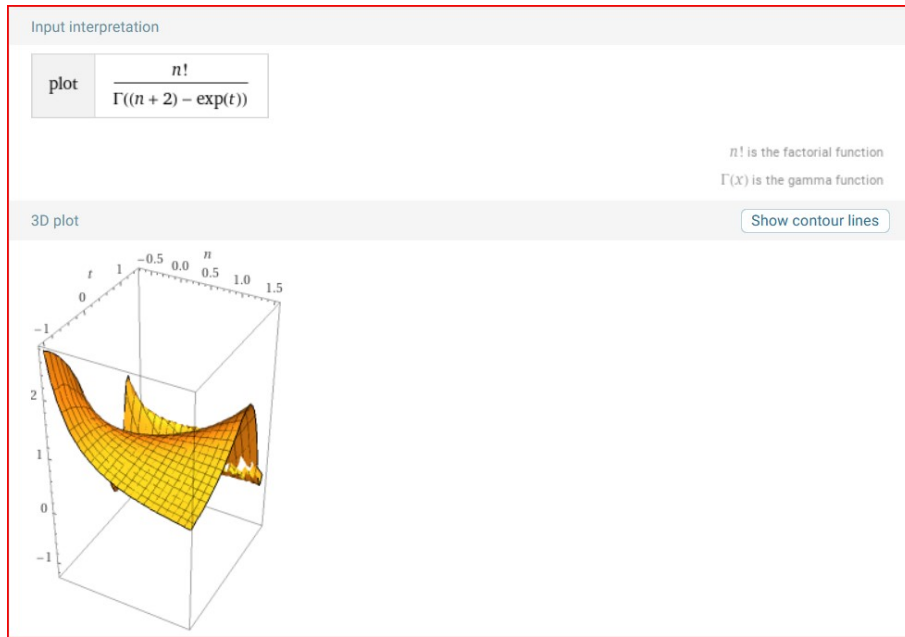 Input interpretation
plot n! / Γ((n + 2) − exp(t))
n! is the factorial function
Γ(x) is the gamma function
3D plot
Show contour lines
n
−0.5 0.0 0.5 1.0 1.5
t
1
0
−1
2
1
0
−1